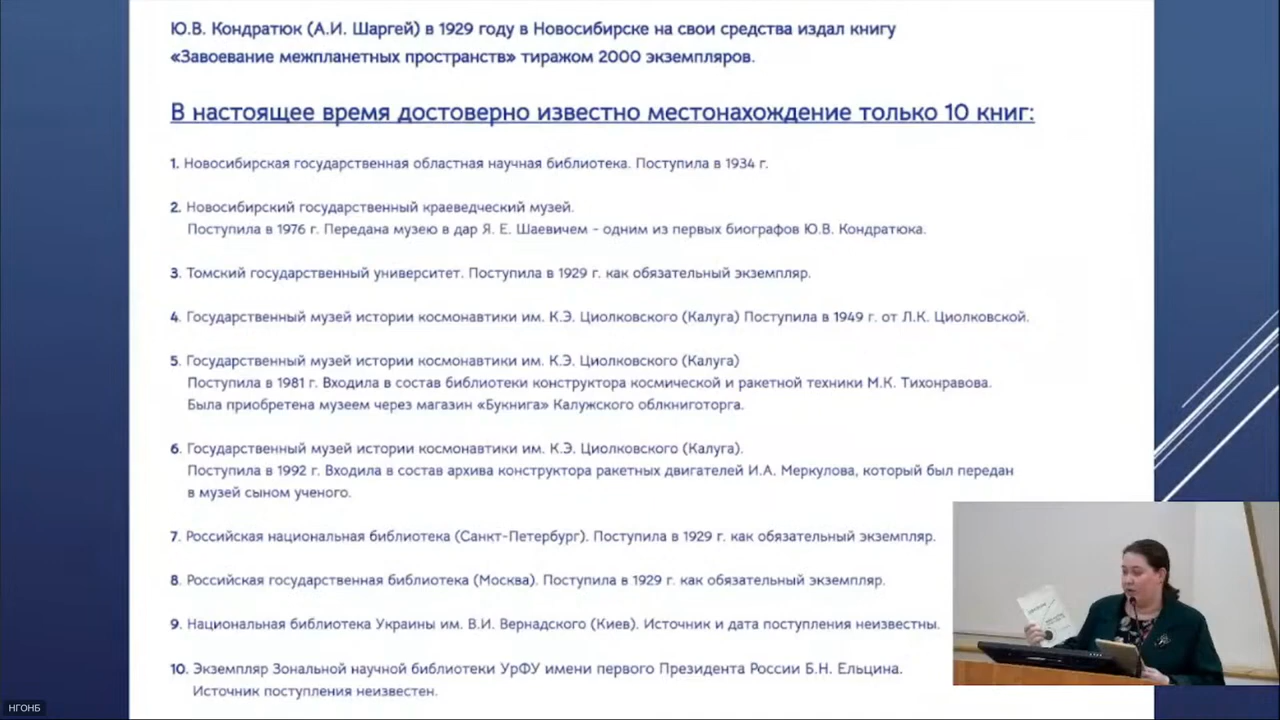 Ю.В. Кондратюк (А.И. Шаргей) в 1929 году в Новосибирске на свои средства издал книгу
«Завоевание межпланетных пространств» тиражом 2000 экземпляров.
В настоящее время достоверно известно местонахождение только 10 книг:
1. Новосибирская государственная областная научная библиотека. Поступила в 1934 г.
2. Новосибирский государственный краеведческий музей.
Поступила в 1976 г. Передана музею в дар Я. Е. Шаевичем - одним из первых биографов Ю.В. Кондратюка.
3. Томский государственный университет. Поступила в 1929 г. как обязательный экземпляр.
4. Государственный музей истории космонавтики им. К.Э. Циолковского (Калуга) Поступила в 1949 г. от Л.К. Циолковской.
5. Государственный музей истории космонавтики им. К.Э. Циолковского (Калуга)
Поступила в 1981 г. Входила в состав библиотеки конструктора космической и ракетной техники М.К. Тихонравова.
Была приобретена музеем через магазин «Букнига» Калужского облкниготорга.
6. Государственный музей истории космонавтики им. К.Э. Циолковского (Калуга).
Поступила в 1992 г. Входила в состав архива конструктора ракетных двигателей И.А. Меркулова, который был передан
в музей сыном ученого.
7. Российская национальная библиотека (Санкт-Петербург). Поступила в 1929 г. как обязательный экземпляр.
8. Российская государственная библиотека (Москва). Поступила в 1929 г. как обязательный экземпляр.
9. Национальная библиотека Украины им. В.И. Вернадского (Киев). Источник и дата поступления неизвестны.
10. Экземпляр Зональной научной библиотеки УрФУ имени первого Президента России Б.Н. Ельцина.
Источник поступления неизвестен.
НГОНБ